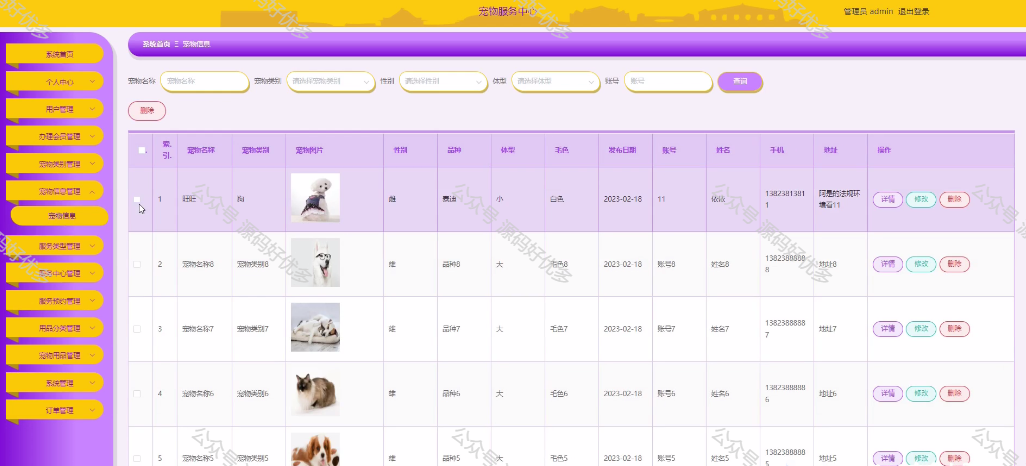 宠物服务中心
管理员 admin 退出登录
系统首页
个人中心
用户管理
办理会员管理
宠物类别管理
宠物信息管理
宠物信息
服务类型管理
服务中心管理
服务预约管理
用品分类管理
宠物用品管理
系统管理
订单管理
系统首页 宠物信息
宠物名称 宠物名称 宠物类别 请选择宠物类别 性别 请选择性别 体型 请选择体型 账号 账号 查询
删除
索引 宠物名称 宠物类别 宠物图片 性别 品种 体型 毛色 发布日期 账号 姓名 手机 地址 操作
1 旺旺 狗 雌 泰迪 小 白色 2023-02-18 11 依依 13823813811 阿是的法规环境看11 详情 修改 删除
2 宠物名称8 宠物类别8 雄 品种8 大 毛色8 2023-02-18 账号8 姓名8 13823888888 地址8 详情 修改 删除
3 宠物名称7 宠物类别7 雄 品种7 大 毛色7 2023-02-18 账号7 姓名7 13823888887 地址7 详情 修改 删除
4 宠物名称6 宠物类别6 雄 品种6 大 毛色6 2023-02-18 账号6 姓名6 13823888886 地址6 详情 修改 删除
5 宠物名称5 宠物类别5 雄 品种5 大 毛色5 2023-02-18 账号5 姓名5 13823888885 地址5 详情 修改 删除
公众号 源码好优多